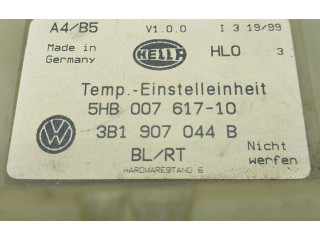 A4/B5 V1.0.0 I 3 19/99
Made in Germany HELLA HLO 3
Temp.-Einstelleinheit
5HB 007 617-10
3B1 907 044 B
BL/RT Nicht werfen
HARDWARESTAND 6